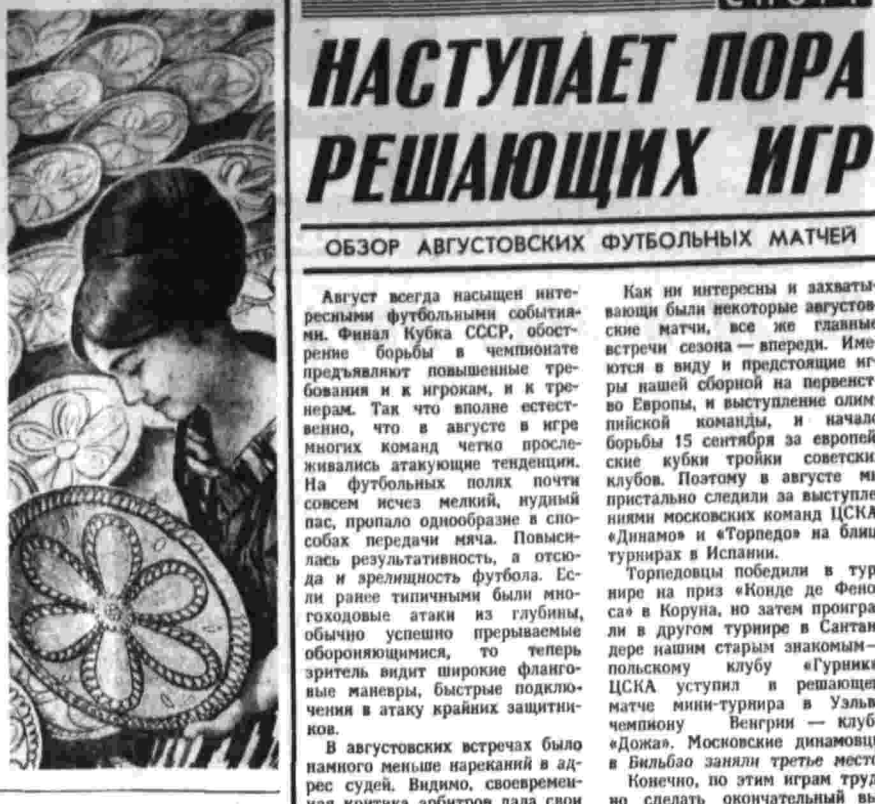 СПОРТ
НАСТУПАЕТ ПОРА
РЕШАЮЩИХ ИГР
ОБЗОР АВГУСТОВСКИХ ФУТБОЛЬНЫХ МАТЧЕЙ
Август всегда насыщен инте-
ресными футбольными события-
ми. Финал Кубка СССР, обост-
рение борьбы в чемпионате
предъявляют повышенные тре-
бования и к игрокам, и к тре-
нерам. Так что вполне естест-
венно, что в августе в игре
многих команд четко просле-
живались атакующие тенденции.
На футбольных полях почти
совсем исчез мелкий, нудный
пас, пропало однообразие в спо-
собах передачи мяча. Повыси-
лась результативность, а отсю-
да и зрелищность футбола. Ес-
ли ранее типичными были мно-
гоходовые атаки из глубины,
обычно успешно прерываемые
обороняющимися, то теперь
зритель видит широкие фланго-
вые маневры, быстрые подклю-
чения в атаку крайних защитни-
ков.
В августовских встречах было
намного меньше нареканий в ад-
рес судей. Видимо, своевремен-
ная критика арбитров дала свои
Как ни интересны и захваты-
вающи были некоторые августов-
ские матчи, все же главные
встречи сезона — впереди. Име-
ются в виду и предстоящие иг-
ры нашей сборной на первенст-
во Европы, и выступление олим-
пийской команды, и начало
борьбы 15 сентября за европей-
ские кубки тройки советски
клубов. Поэтому в августе мы
пристально следили за выступле-
ниями московских команд ЦСКА
«Динамо» и «Торпедо» на блиц
турнирах в Испании.
Торпедовцы победили в тур
нире на приз «Конде де Фено
са» в Коруна, но затем проигра
ли в другом турнире в Сантан
дере нашим старым знакомым—
польскому клубу «Гурник»
ЦСКА уступил в решающем
матче мини-турнира в Уэльв
чемпиону Венгрии — клубу
«Дожа». Московские динамовцы
в Бильбао заняли третье место
Конечно, по этим играм труд
но сделать окончательный вы